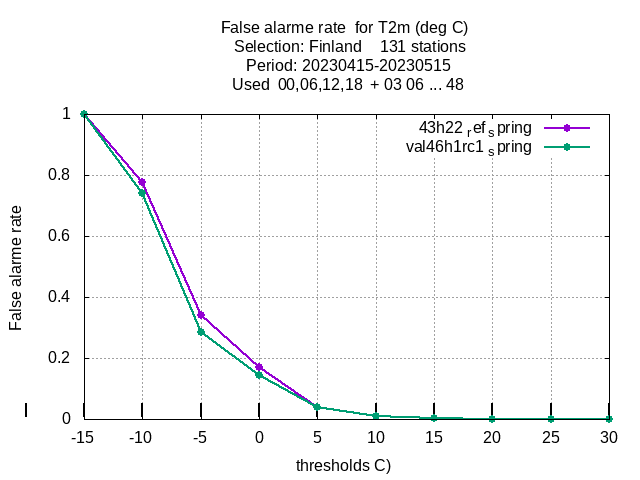 False alarme rate  for T2m (deg C)
Selection: Finland    131 stations
Period: 20230415-20230515
Used  00,06,12,18  + 03 06 ... 48
43h22 ref spring
val46h1rc1 spring
1
0.8
0.6
0.4
0.2
0
False alarme rate
-15 -10 -5 0 5 10 15 20 25 30
thresholds C)